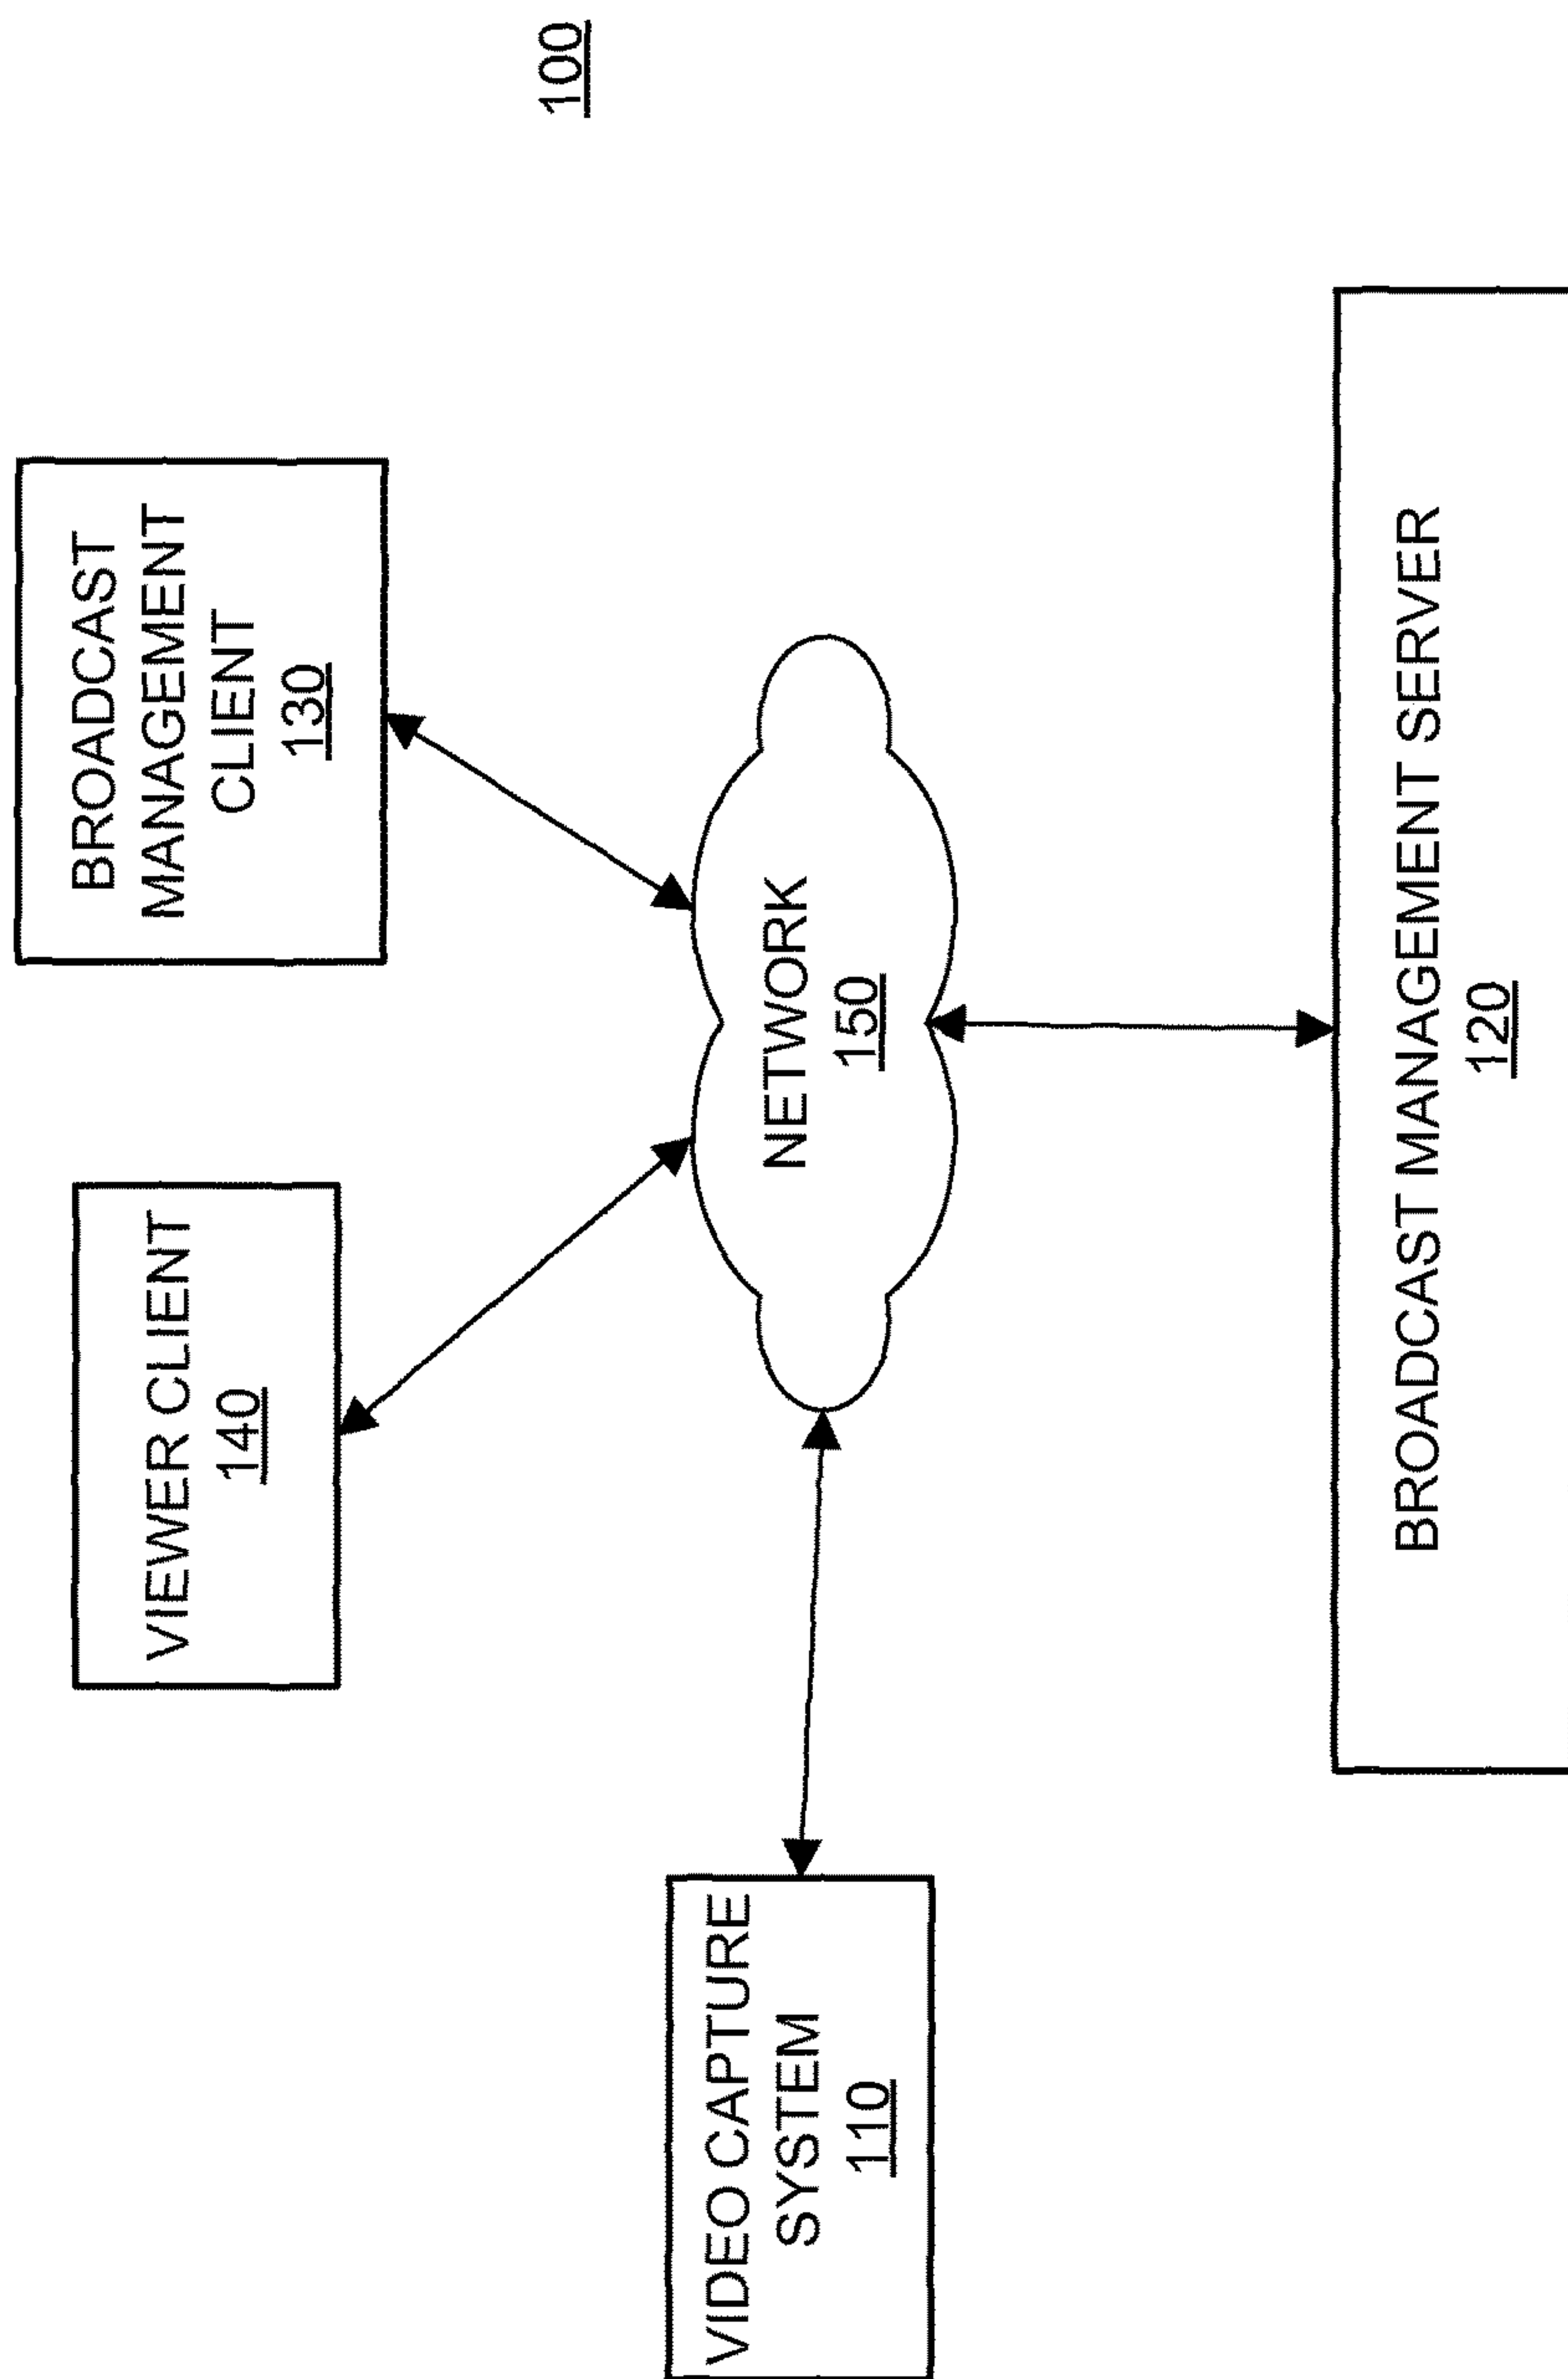 100
VIEWER CLIENT
140
BROADCAST
MANAGEMENT
CLIENT
130
VIDEO CAPTURE
SYSTEM
110
NETWORK
150
BROADCAST MANAGEMENT SERVER
120